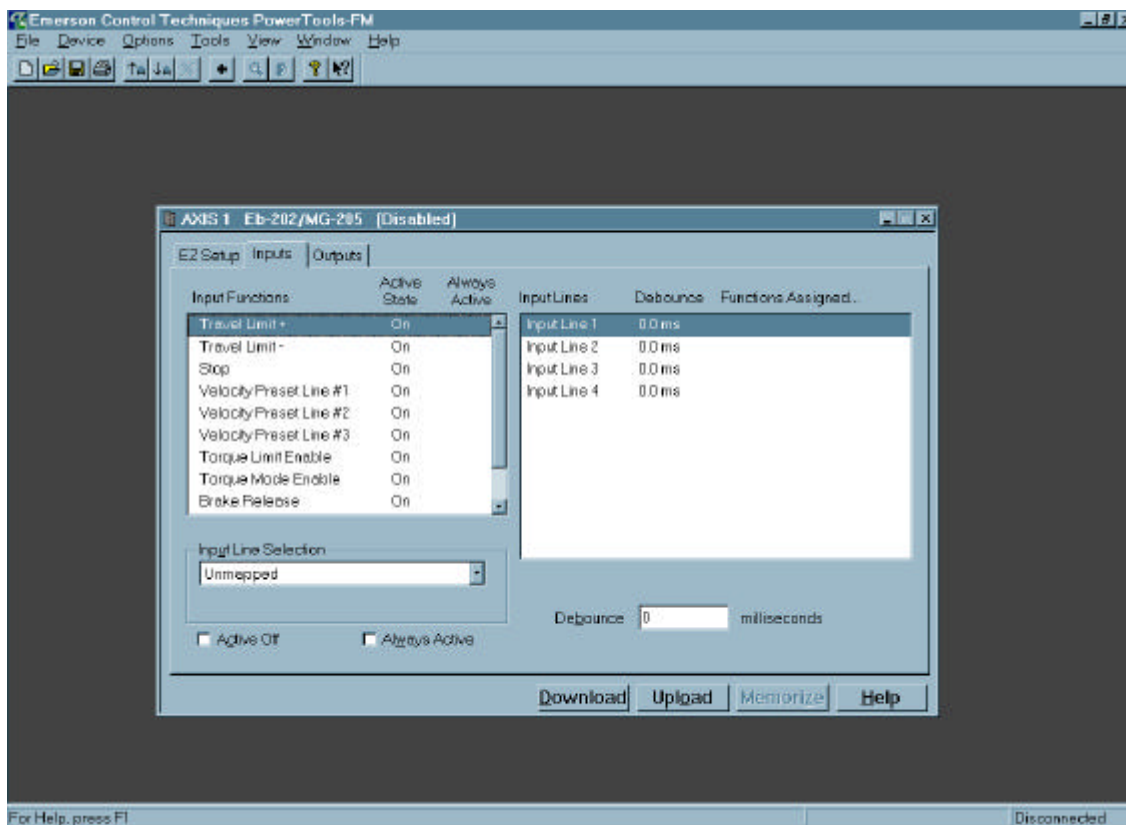 Emerson Control Techniques PowerTools-FM
File Device Options Tools View Window Help
AXIS 1 Eb-202/MG-205 (Disabled)
EZ Setup Inputs Outputs
Input Functions Active State Always Active
Travel Limit + On
Travel Limit - On
Stop On
Velocity Preset Line #1 On
Velocity Preset Line #2 On
Velocity Preset Line #3 On
Torque Limit Enable On
Torque Mode Enable On
Brake Release On
Input Lines Debounce Functions Assigned...
Input Line 1 0.0 ms
Input Line 2 0.0 ms
Input Line 3 0.0 ms
Input Line 4 0.0 ms
Input Line Selection
Unmapped
Active Off Always Active
Debounce 0 milliseconds
Download Upload Memorize Help
For Help, press F1 Disconnected